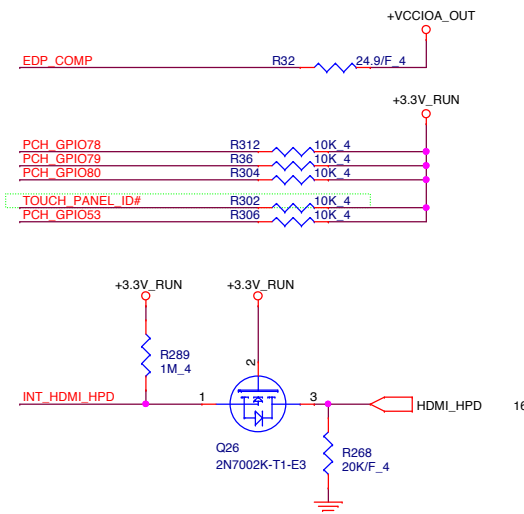 +VCCIOA_OUT
EDP_COMP R32 24.9/F_4
+3.3V_RUN
PCH_GPIO78 R312 10K_4
PCH_GPIO79 R36 10K_4
PCH_GPIO80 R304 10K_4
TOUCH_PANEL_ID# R302 10K_4
PCH_GPIO53 R306 10K_4
+3.3V_RUN +3.3V_RUN
R289
1M_4
2
INT_HDMI_HPD 1 3 HDMI_HPD 16
Q26
2N7002K-T1-E3
R268
20K/F_4